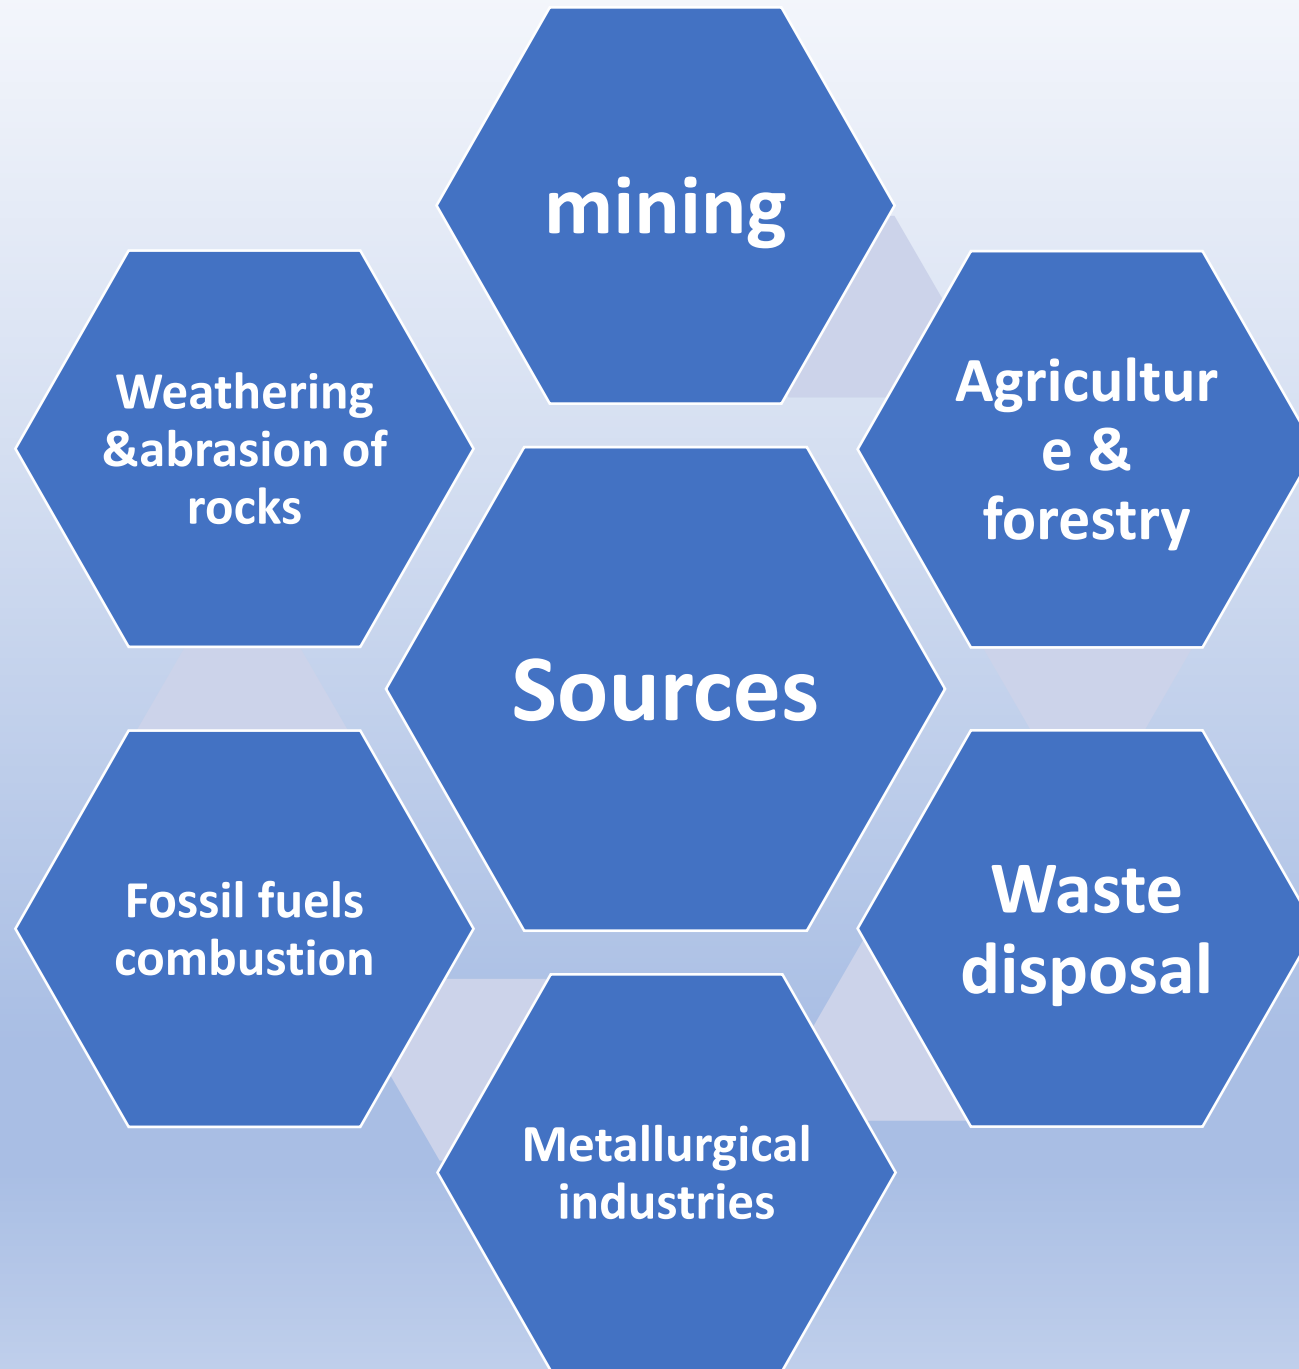 mining
Agricultur
e &
forestry
Waste
disposal
Metallurgical
industries
Fossil fuels
combustion
Weathering
&abrasion of
rocks
Sources